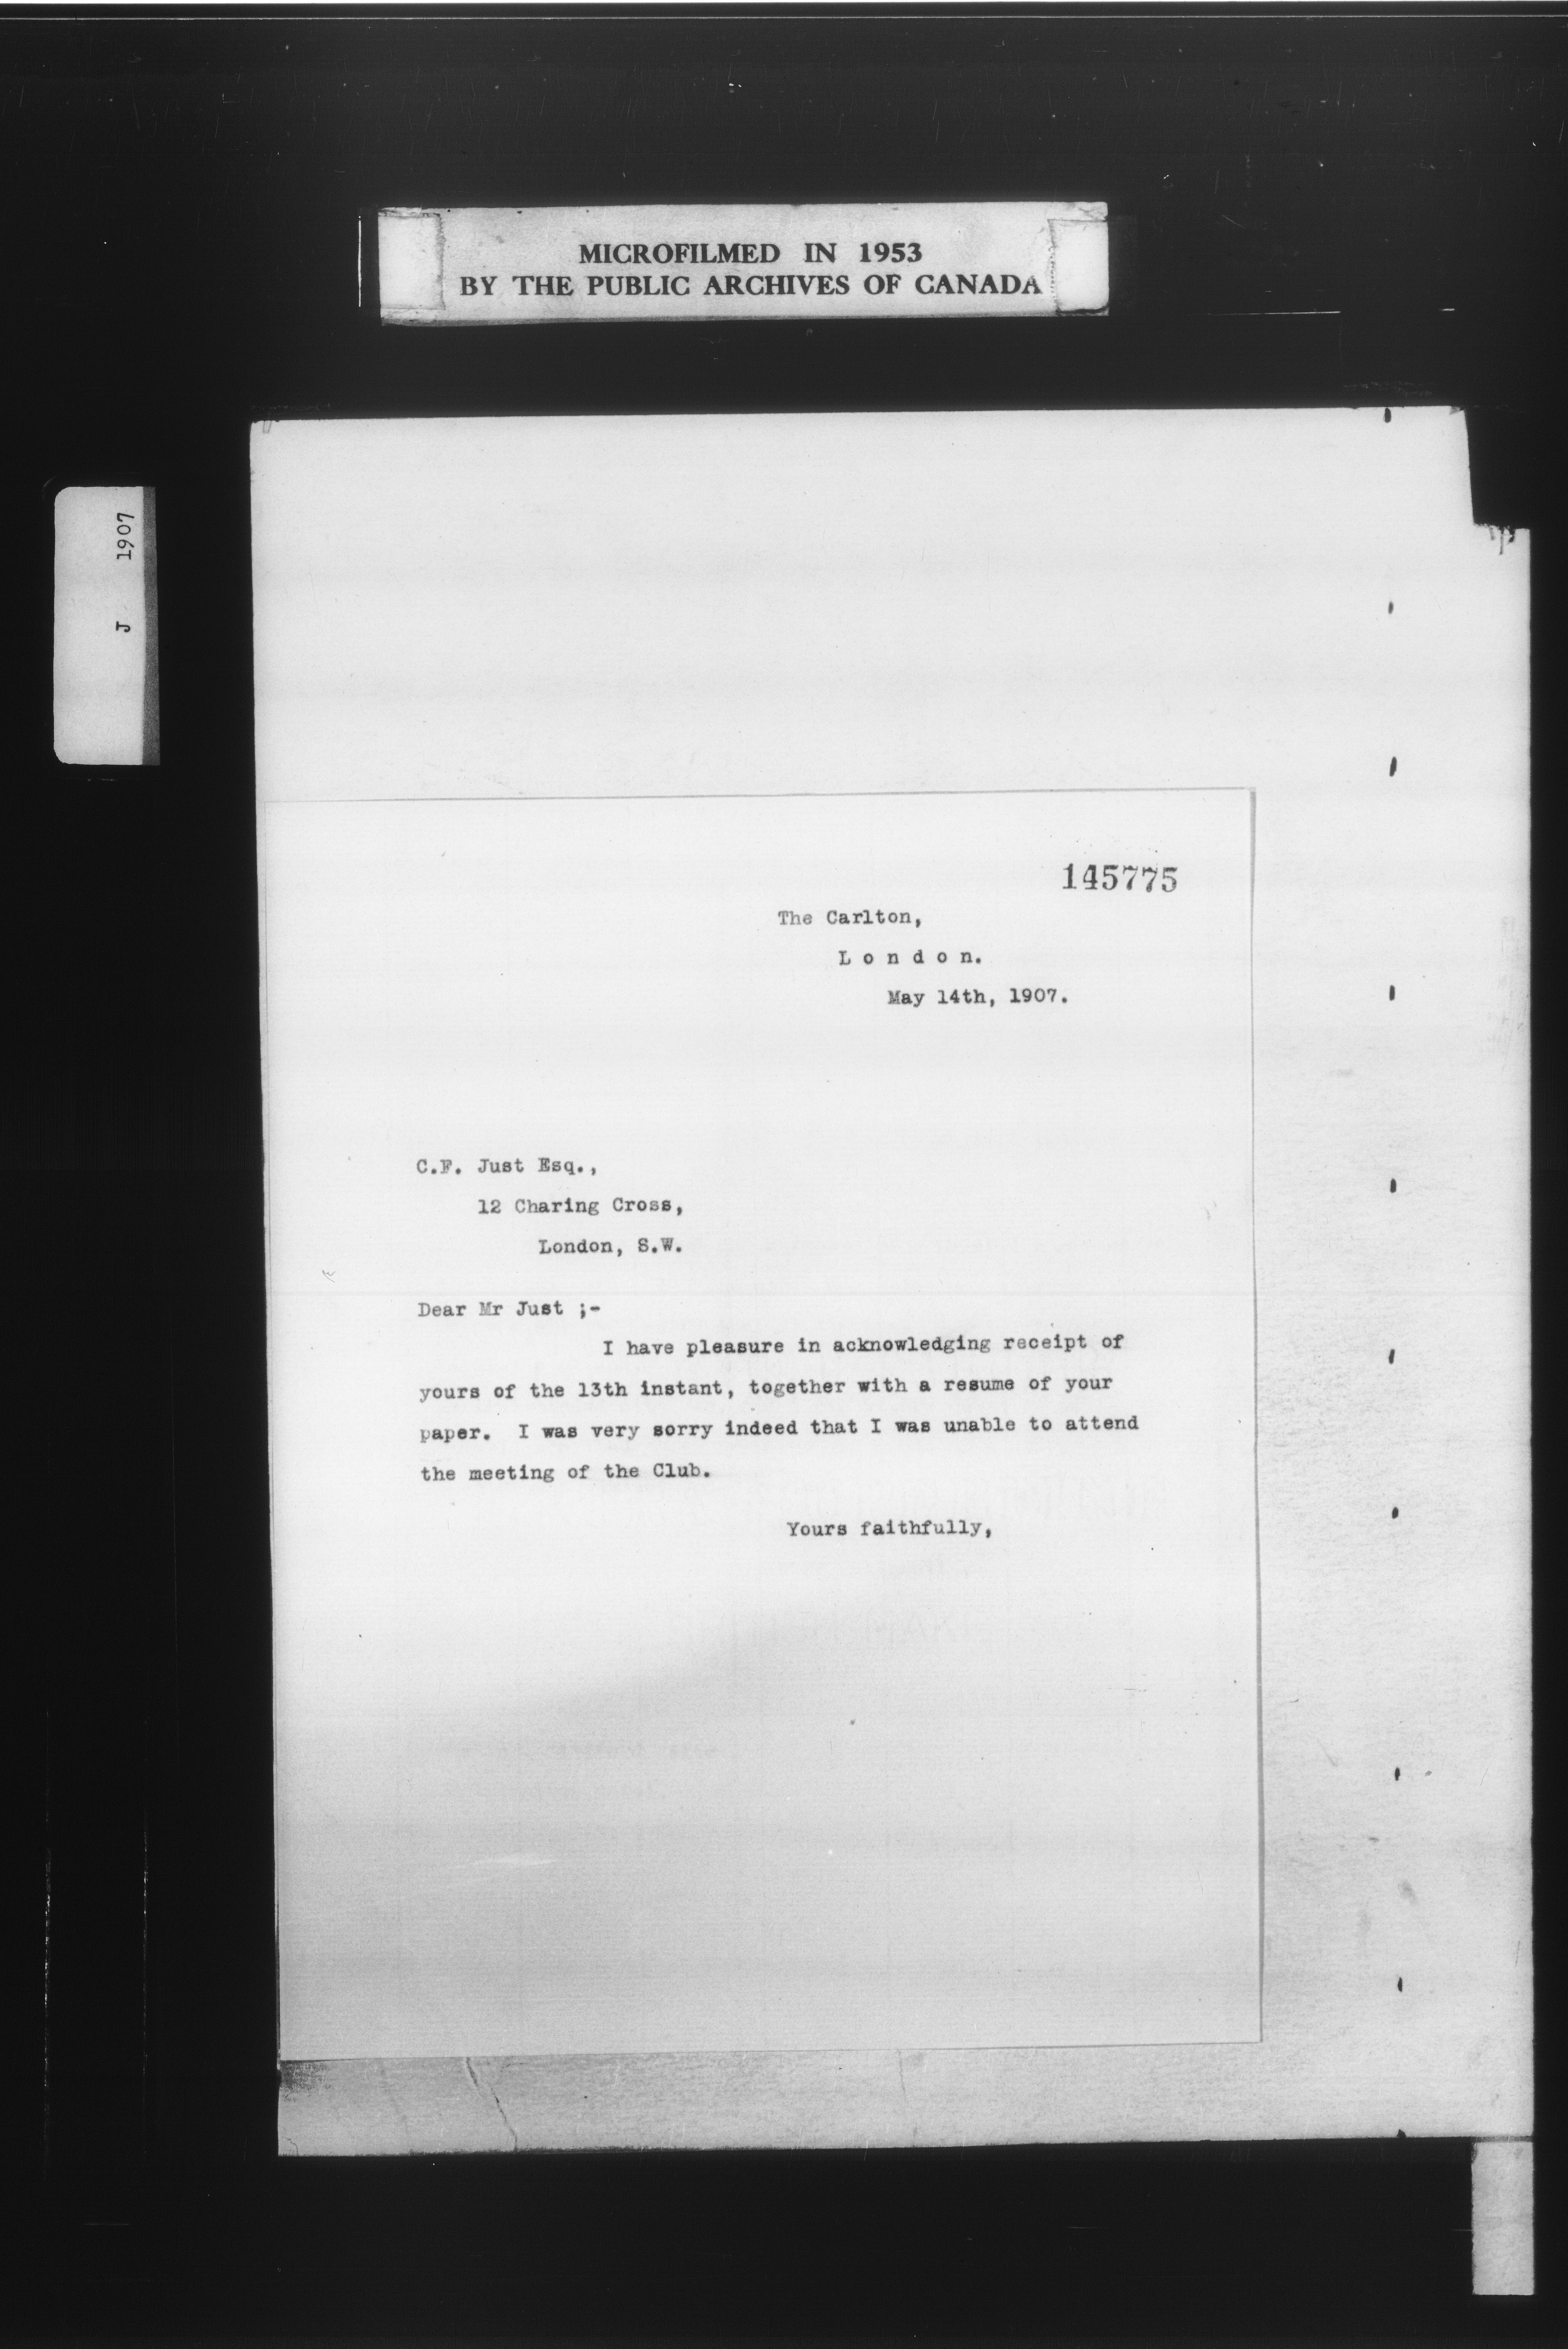 MICROFILMED IN 1953
BY THE PUBLIC ARCHIVES OF CANADA
J 1907
145775
The Carlton,
L o n d o n.
May 14th, 1907.
C.F. Just Esq.,
12 Charing Cross,
London, S.W.
Dear Mr Just ;-
I have pleasure in acknowledging receipt of
yours of the 13th instant, together with a resume of your
paper. I was very sorry indeed that I was unable to attend
the meeting of the Club.
Yours faithfully,